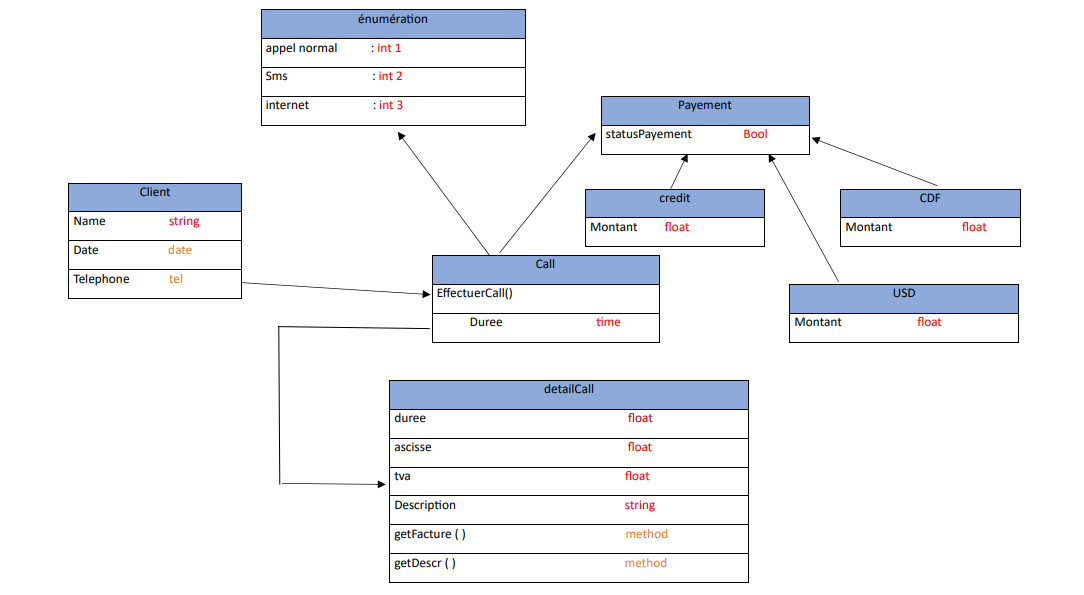 énumération
appel normal : int 1
Sms : int 2
internet : int 3
Payement
statusPayement Bool
Client
Name string
Date date
Telephone tel
credit
Montant float
CDF
Montant float
Call
EffectuerCall()
Duree time
USD
Montant float
detailCall
duree float
ascisse float
tva float
Description string
getFacture ( ) method
getDescr ( ) method